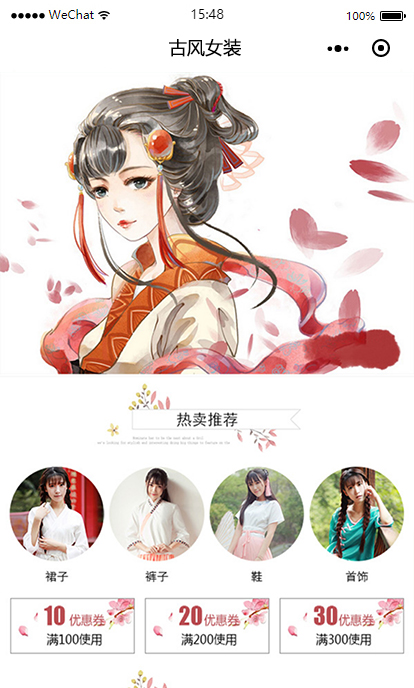 WeChat
15:48
100%
古风女装
热卖推荐
裙子
裤子
鞋
首饰
10优惠券
满100使用
20优惠券
满200使用
30优惠券
满300使用